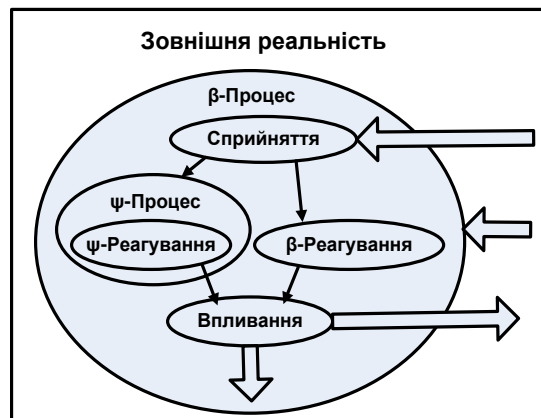 Зовнішня реальність
β-Процес
Сприйняття
ψ-Процес
ψ-Реагування
β-Реагування
Впливання